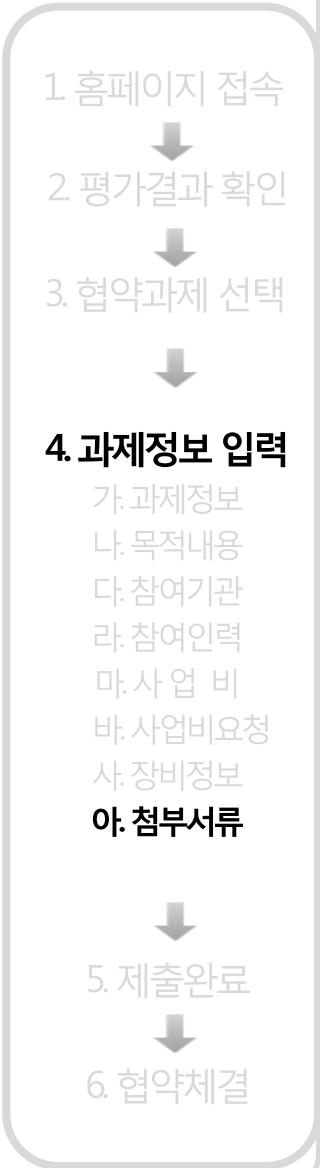 1. 홈페이지 접속
2. 평가결과 확인
3. 협약과제 선택
4. 과제정보 입력
가. 과제정보
나. 목적내용
다. 참여기관
라. 참여인력
마. 사 업 비
바. 사업비요청
사. 장비정보
아. 첨부서류
5. 제출완료
6. 협약체결